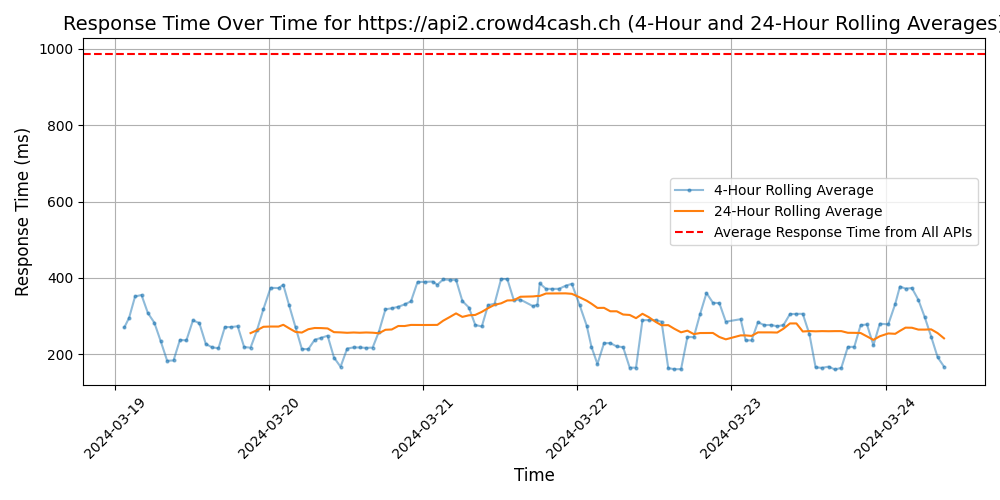 Response Time Over Time for https://api2.crowd4cash.ch (4-Hour and 24-Hour Rolling Averages)
Response Time (ms)
1000
800
600
400
200
4-Hour Rolling Average
24-Hour Rolling Average
Average Response Time from All APIs
2024-03-19
2024-03-20
2024-03-21
2024-03-22
2024-03-23
2024-03-24
Time